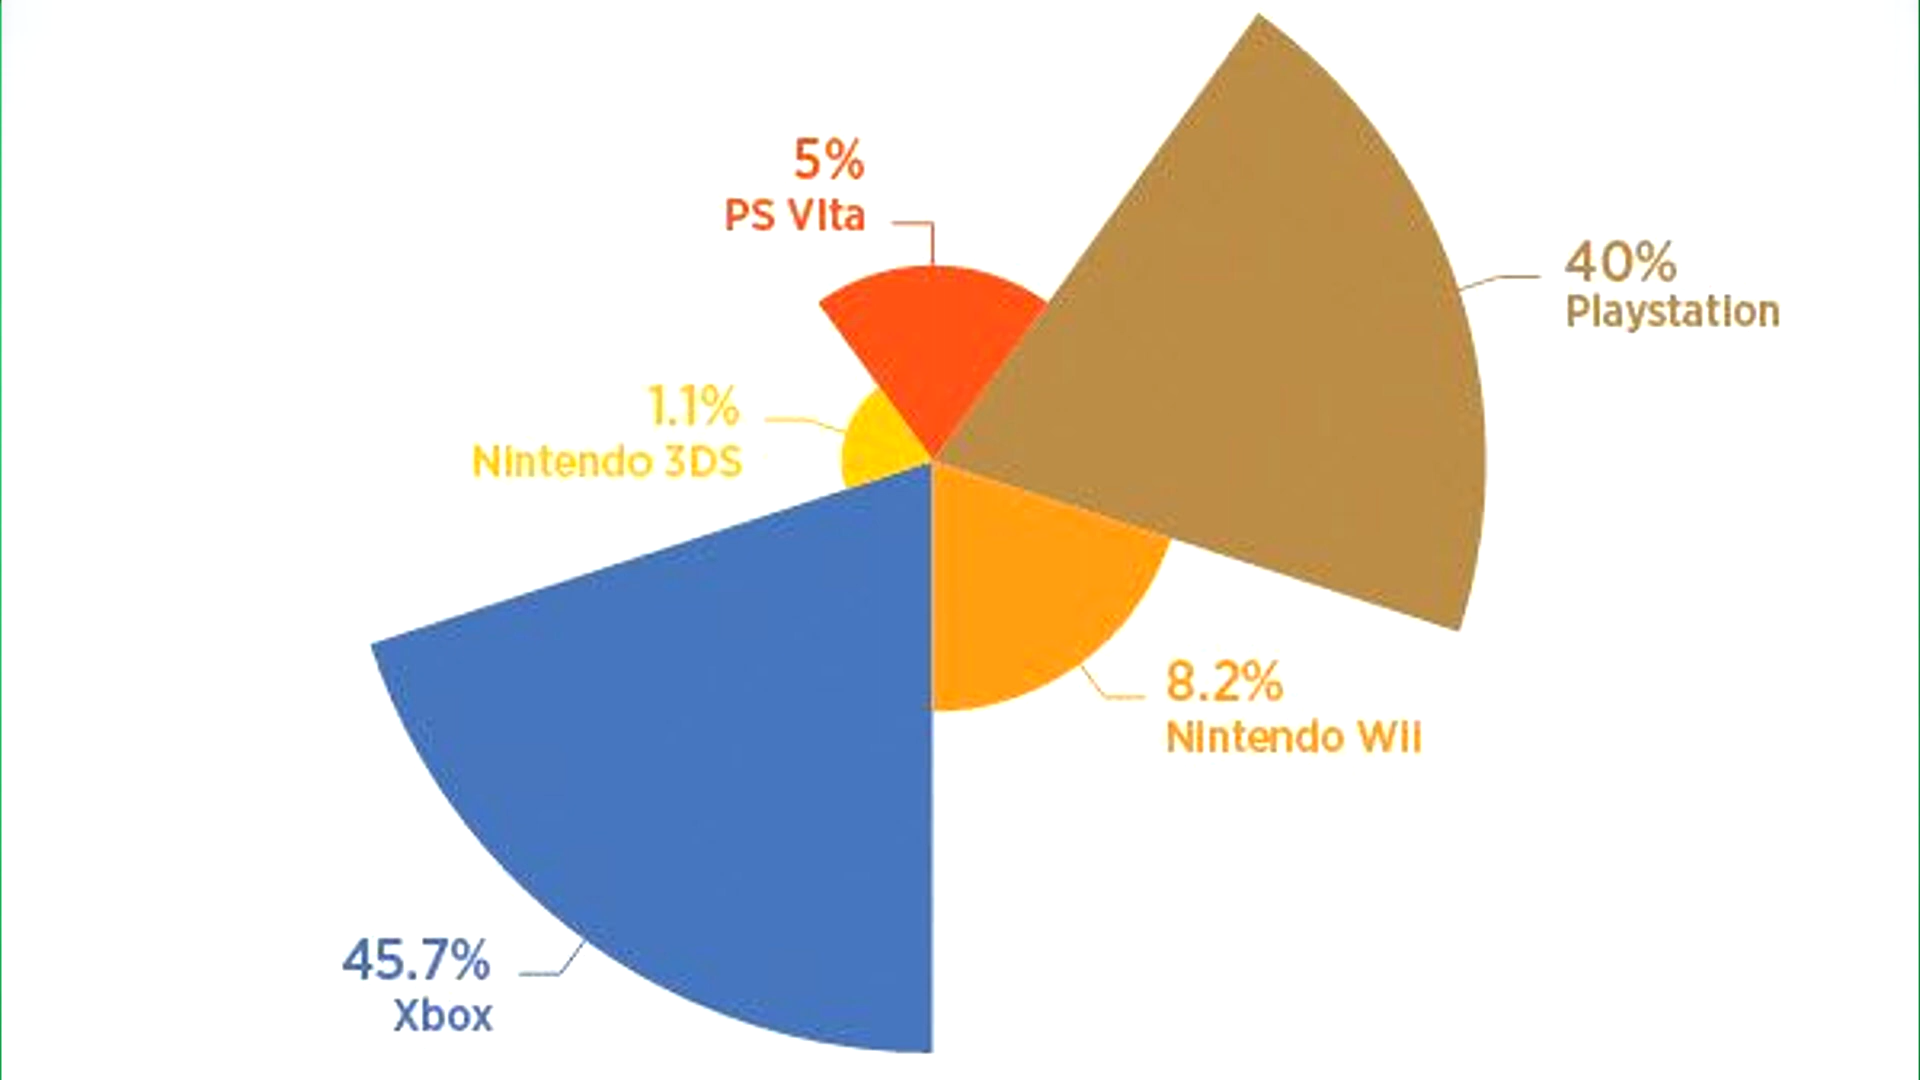 5%
PS Vita
40%
Playstation
1.1%
Nintendo 3DS
8.2%
Nintendo Wii
45.7%
Xbox